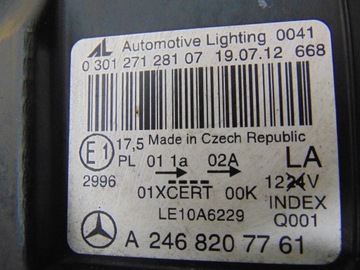 AL Automotive Lighting 0041
0 301 271 281 07 19.07.12 668
E1 17,5 Made in Czech Republic
PL 01 1a 02A LA
2996 1224V
01XCERT 00K INDEX
LE10A6229 Q001
A 246 820 77 61